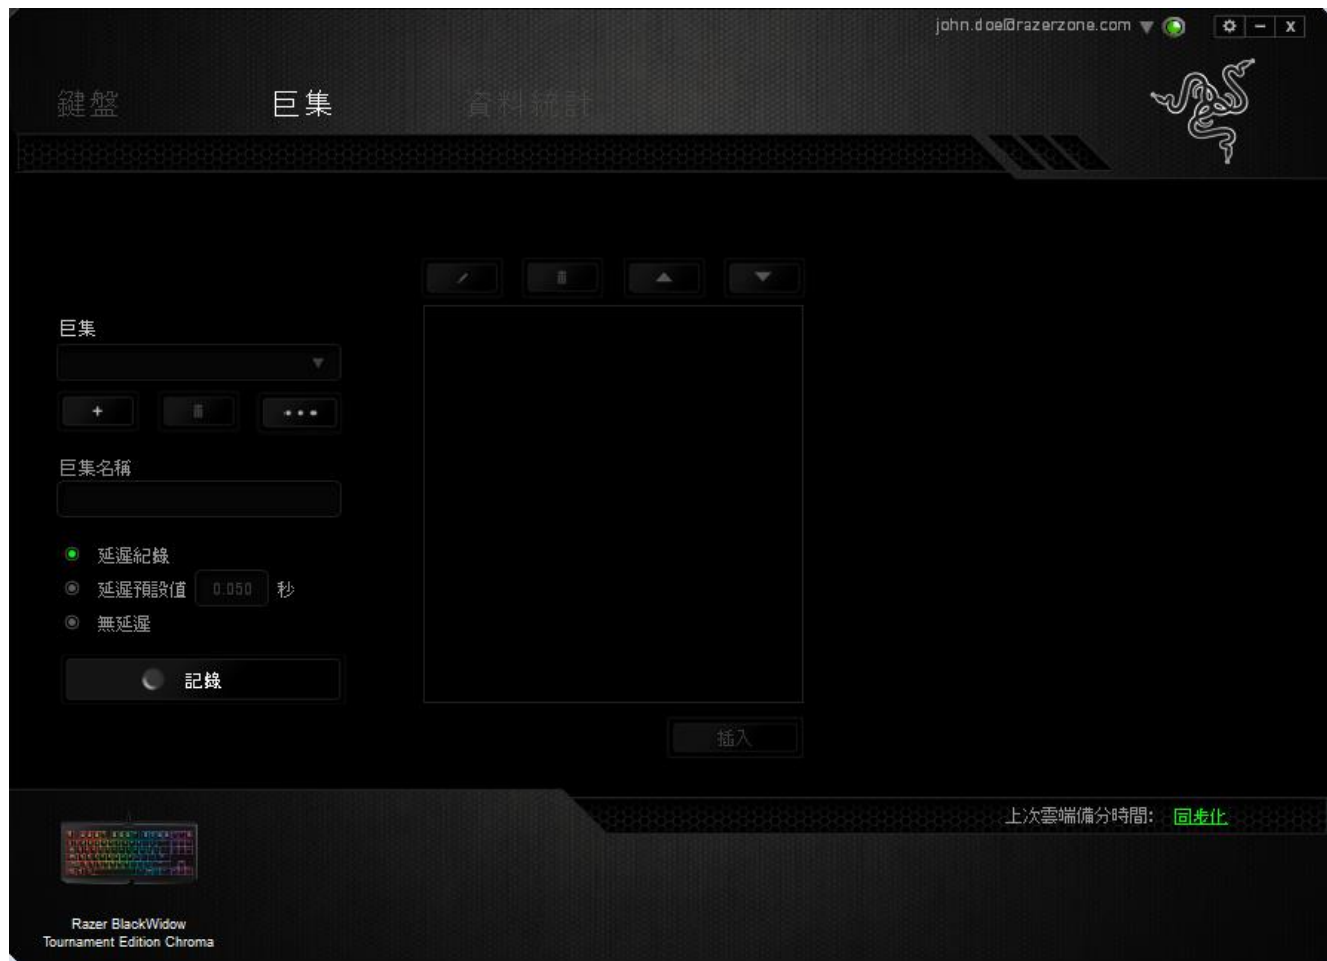 john.doe@razerzone.com
鍵盤 巨集 資料統計
巨集
巨集名稱
延遲紀錄
延遲預設值 0.050 秒
無延遲
記錄
插入
上次雲端備分時間： 同步化
Razer BlackWidow
Tournament Edition Chroma